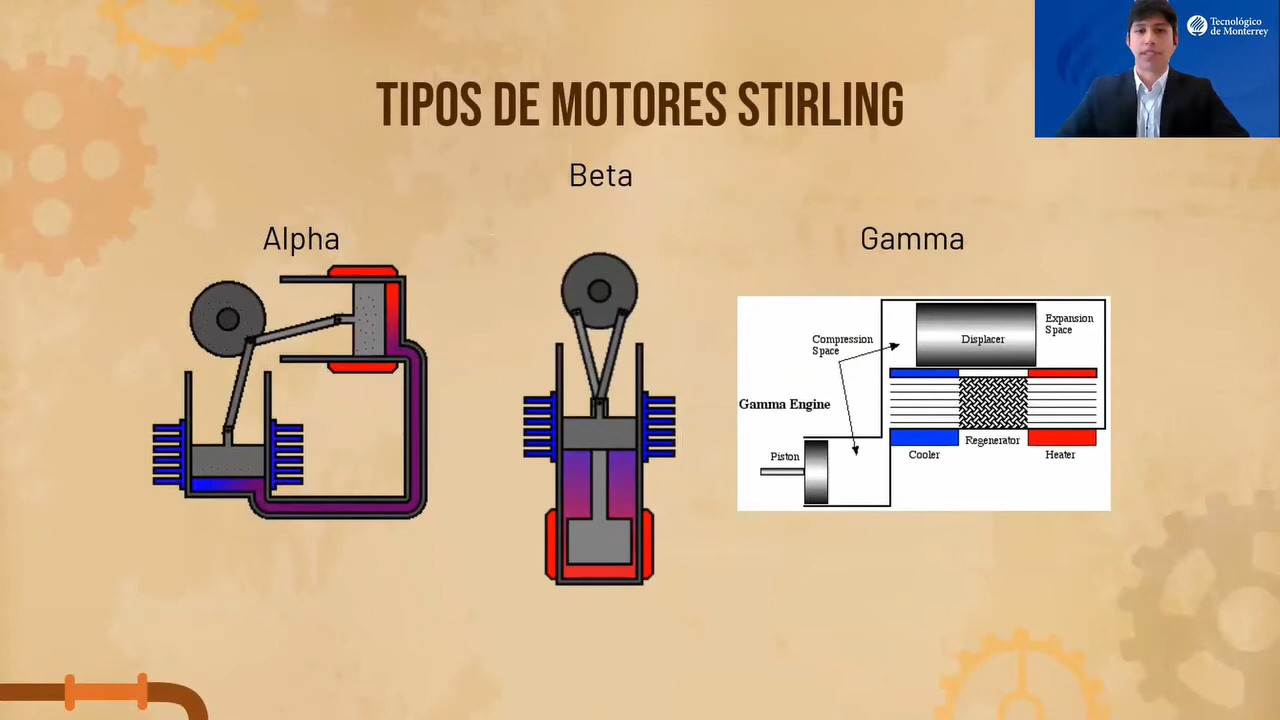 Tecnológico
de Monterrey
TIPOS DE MOTORES STIRLING
Beta
Alpha
Gamma
Compression
Space
Displacer
Expansion
Space
Gamma Engine
Piston
Cooler
Regenerator
Heater